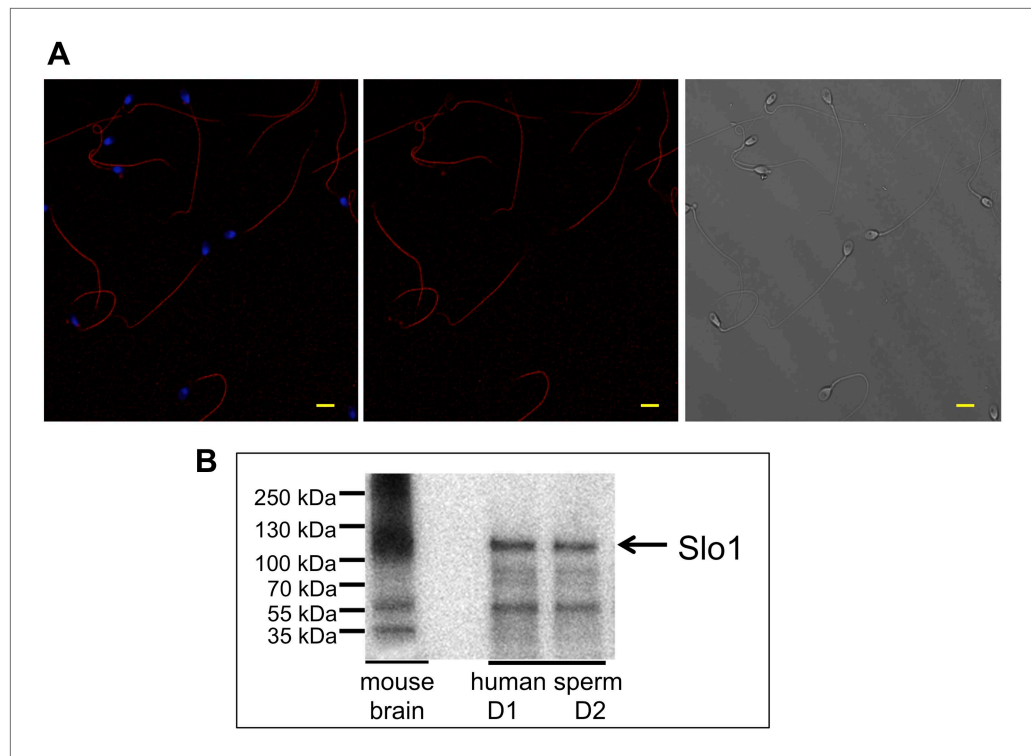 A
B
250 kDa
130 kDa
100 kDa
70 kDa
55 kDa
35 kDa
Slo1
mouse brain
human sperm
D1 D2